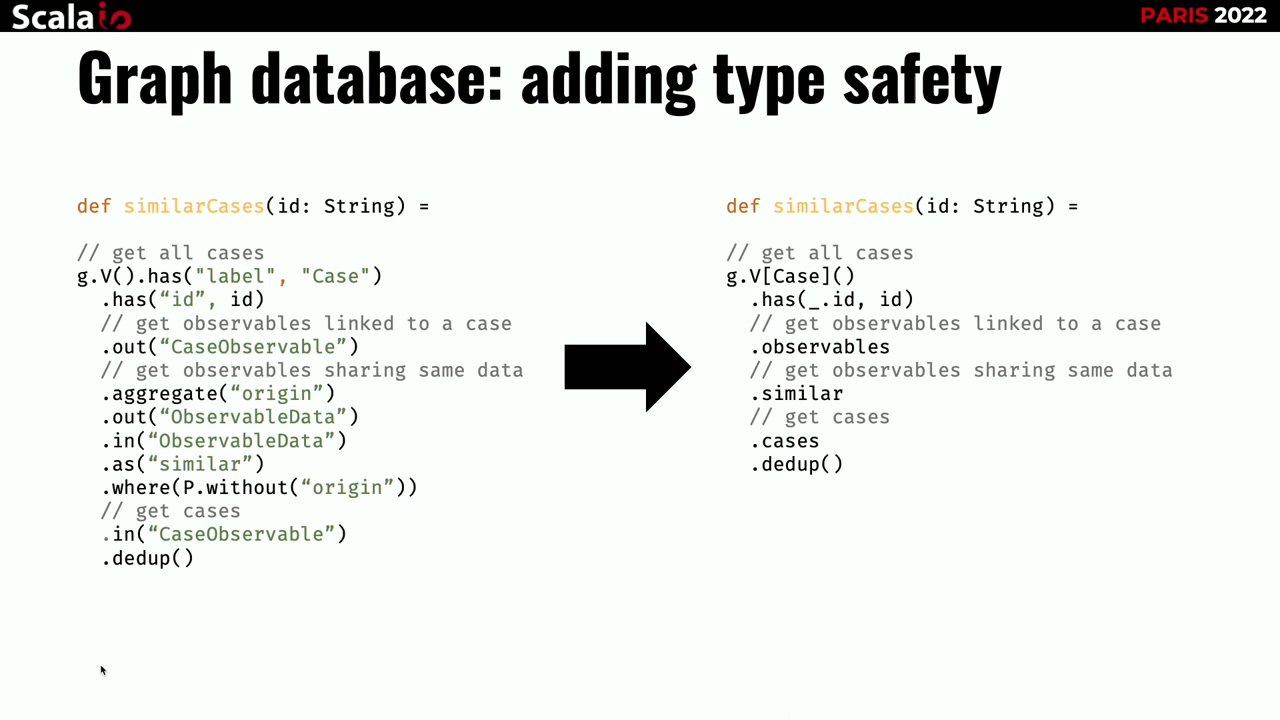 Scalaio
PARIS 2022
Graph database: adding type safety
def similarCases(id: String) =
// get all cases
g.V().has("label", "Case")
.has(“id”, id)
// get observables linked to a case
.out(“CaseObservable”)
// get observables sharing same data
.aggregate(“origin”)
.out(“ObservableData”)
.in(“ObservableData”)
.as(“similar”)
.where(P.without(“origin”))
// get cases
.in(“CaseObservable”)
.dedup()
def similarCases(id: String) =
// get all cases
g.V[Case]()
.has(_.id, id)
// get observables linked to a case
.observables
// get observables sharing same data
.similar
// get cases
.cases
.dedup()